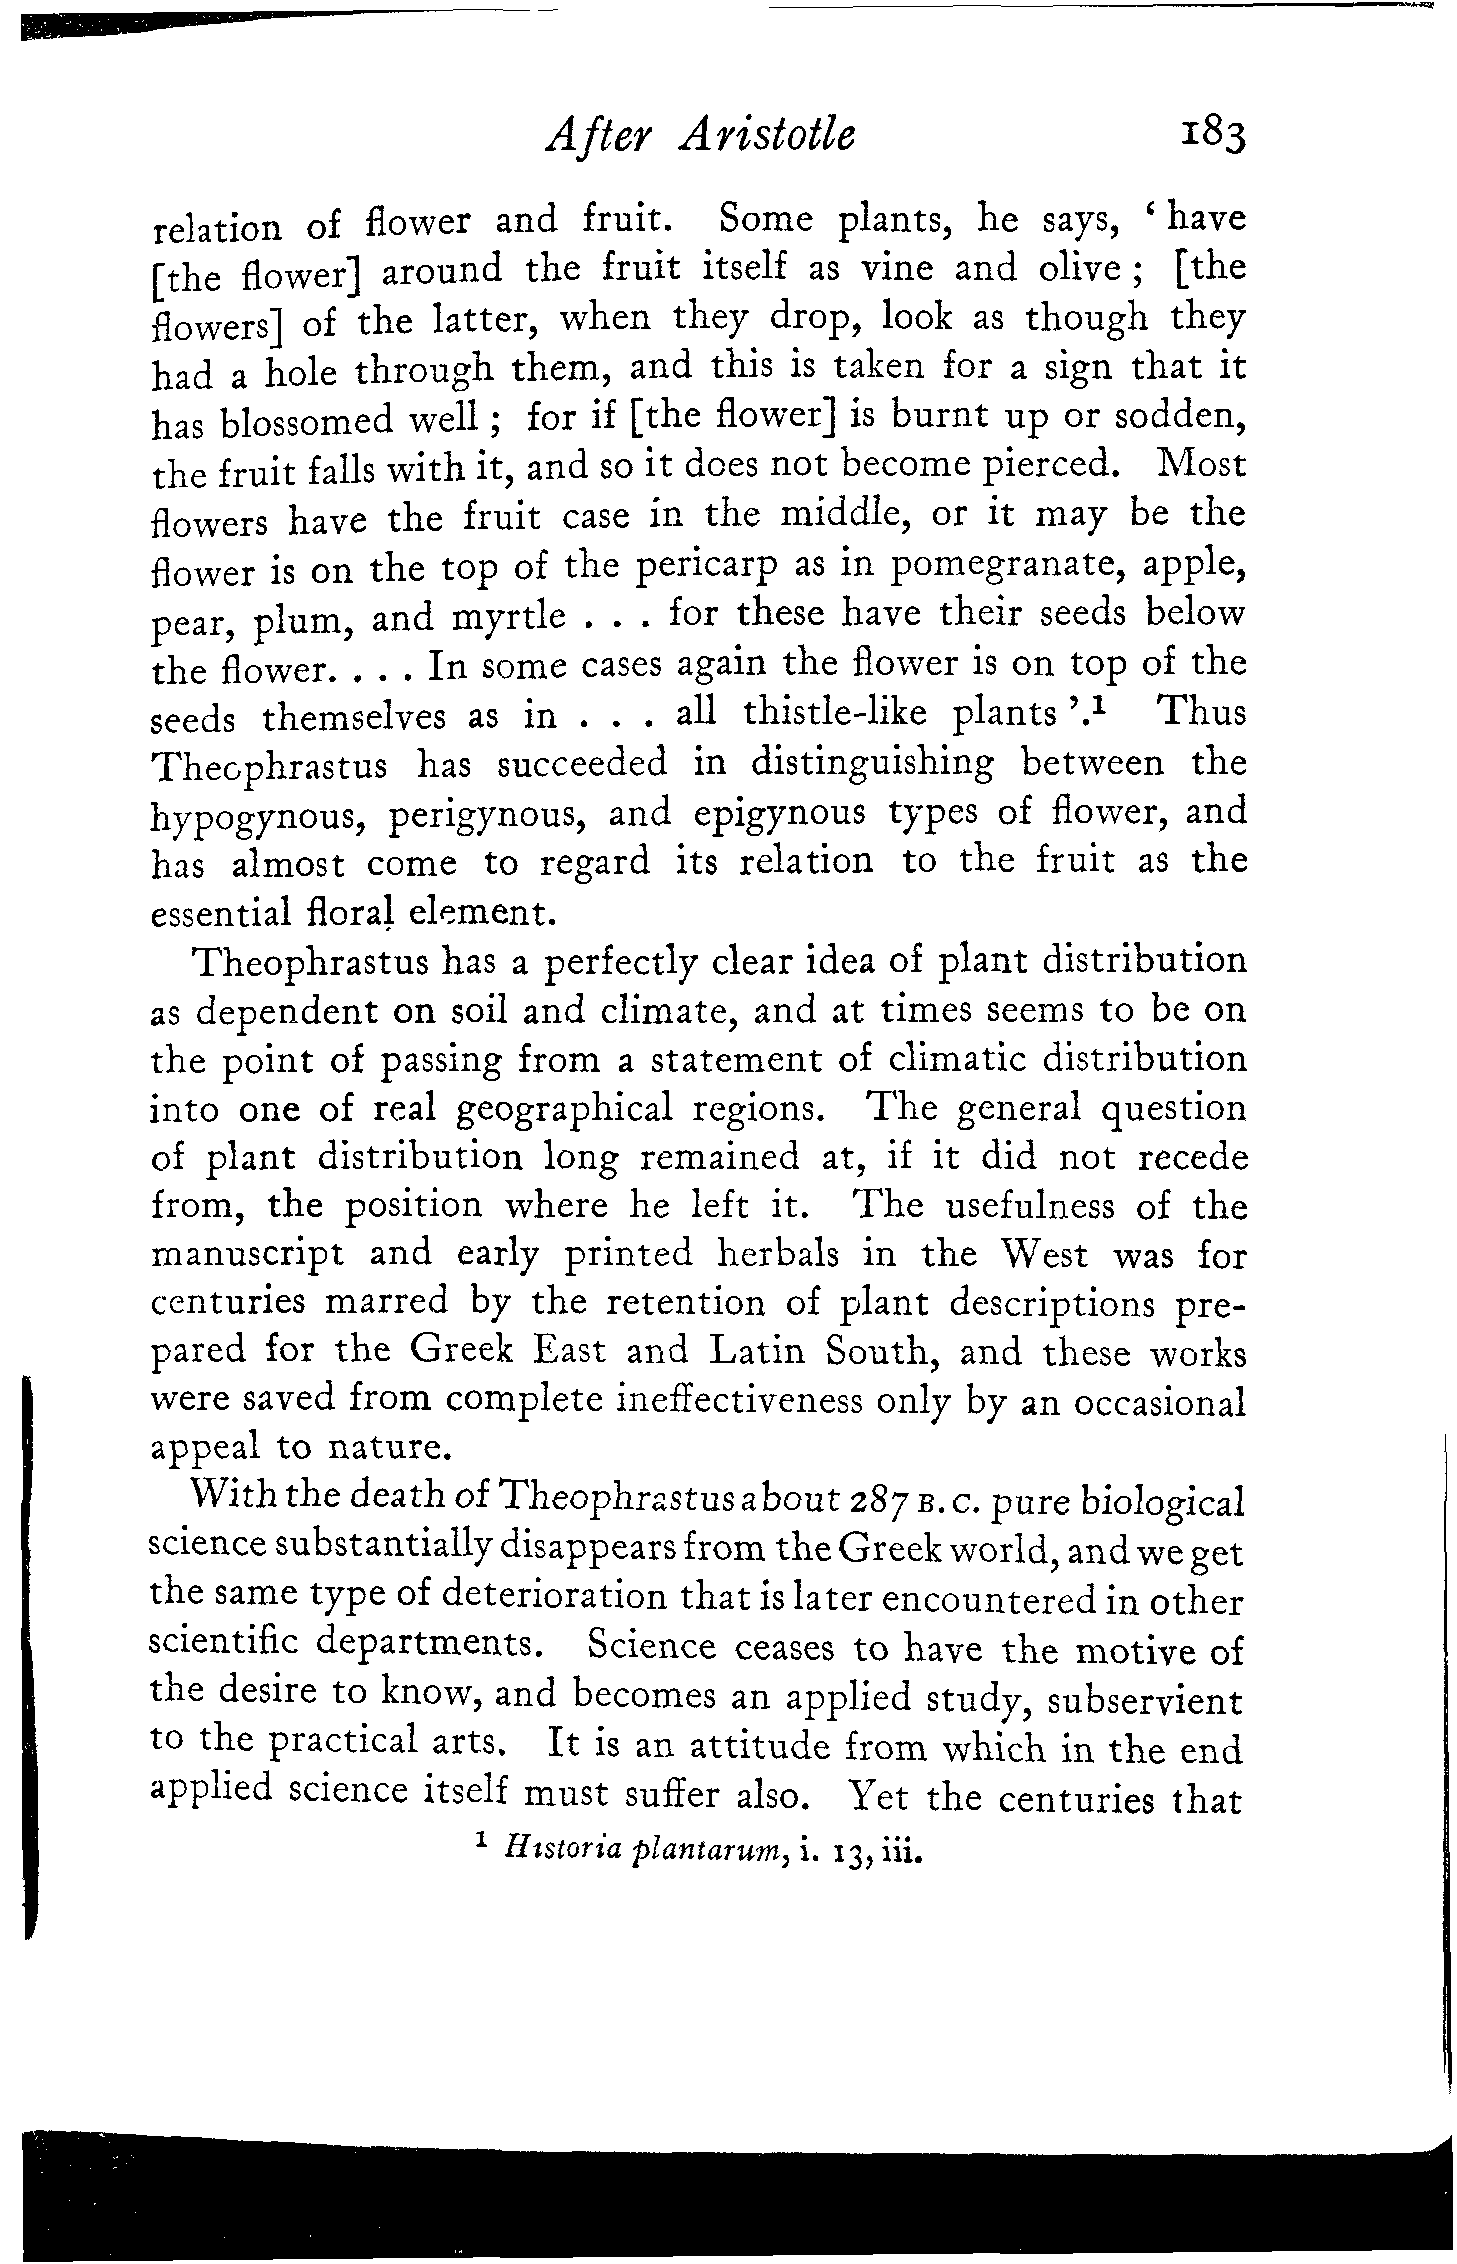 After Aristotle 183
relation of flower and fruit. Some plants, he says, ‘ have
[the flower] around the fruit itself as vine and olive ; [the
flowers] of the latter, when they drop, look as though they
had a hole through them, and this is taken for a sign that it
has blossomed well ; for if [the flower] is burnt up or sodden,
the fruit falls with it, and so it does not become pierced. Most
flowers have the fruit case in the middle, or it may be the
flower is on the top of the pericarp as in pomegranate, apple,
pear, plum, and myrtle . . . for these have their seeds below
the flower. . . . In some cases again the flower is on top of the
seeds themselves as in . . . all thistle-like plants ’.¹ Thus
Theophrastus has succeeded in distinguishing between the
hypogynous, perigynous, and epigynous types of flower, and
has almost come to regard its relation to the fruit as the
essential floral element.
Theophrastus has a perfectly clear idea of plant distribution
as dependent on soil and climate, and at times seems to be on
the point of passing from a statement of climatic distribution
into one of real geographical regions. The general question
of plant distribution long remained at, if it did not recede
from, the position where he left it. The usefulness of the
manuscript and early printed herbals in the West was for
centuries marred by the retention of plant descriptions pre-
pared for the Greek East and Latin South, and these works
were saved from complete ineffectiveness only by an occasional
appeal to nature.
With the death of Theophrastus about 287 B.C. pure biological
science substantially disappears from the Greek world, and we get
the same type of deterioration that is later encountered in other
scientific departments. Science ceases to have the motive of
the desire to know, and becomes an applied study, subservient
to the practical arts. It is an attitude from which in the end
applied science itself must suffer also. Yet the centuries that
¹ Historia plantarum, i. 13, iii.